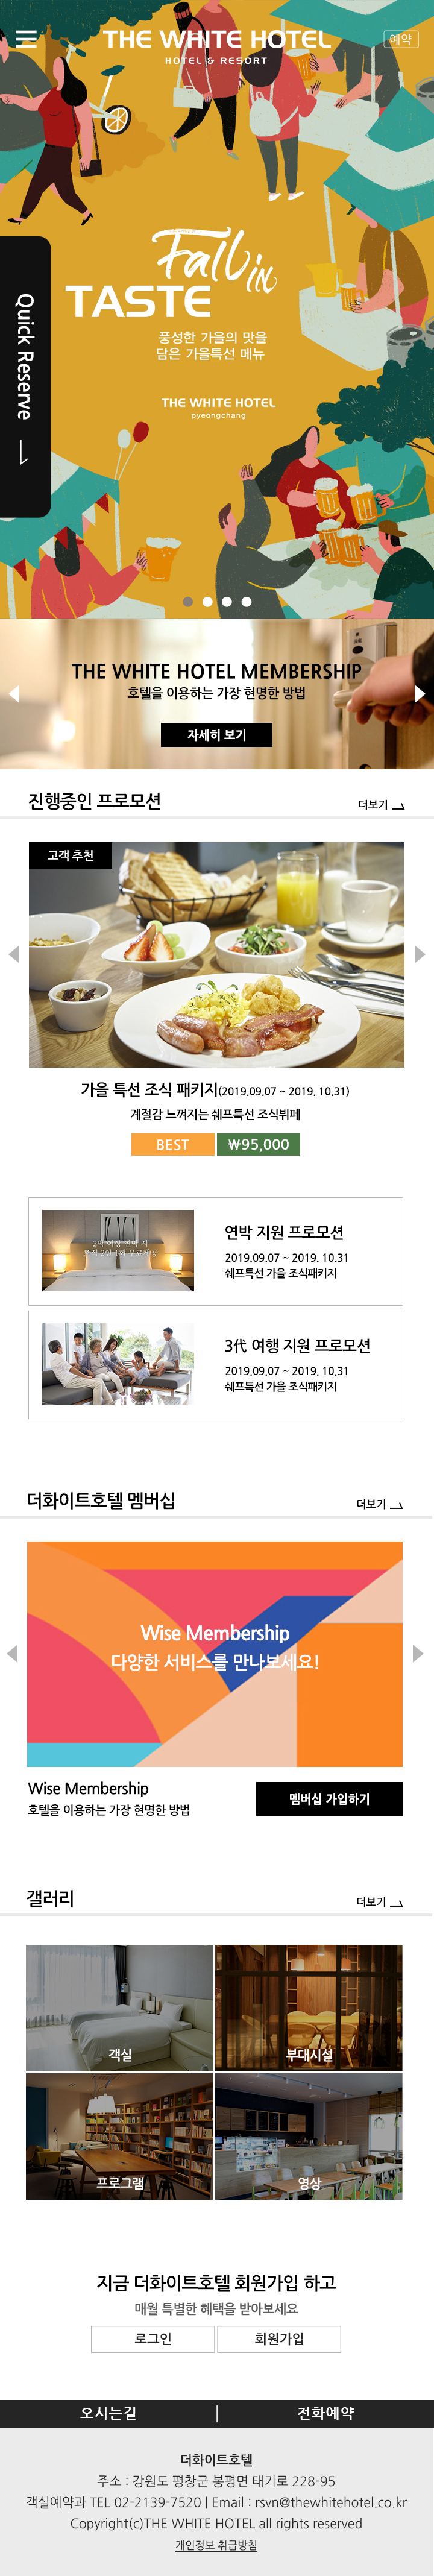 THE WHITE HOTEL
예약
HOTEL & RESORT
Fall in
TASTE
풍성한 가을의 맛을
담은 가을특선 메뉴
THE WHITE HOTEL
pyeongchang
Quick Reserve
THE WHITE HOTEL MEMBERSHIP
호텔을 이용하는 가장 현명한 방법
자세히 보기
진행중인 프로모션
더보기
고객 추천
가을 특선 조식 패키지(2019.09.07 ~ 2019. 10.31)
계절감 느껴지는 쉐프특선 조식뷔페
BEST
₩95,000
2박 이상 연박 시
연박 지원 프로모션
2019.09.07 ~ 2019. 10.31
쉐프특선 가을 조식패키지
3代 여행 지원 프로모션
2019.09.07 ~ 2019. 10.31
쉐프특선 가을 조식패키지
더화이트호텔 멤버십
더보기
Wise Membership
다양한 서비스를 만나보세요!
Wise Membership
호텔을 이용하는 가장 현명한 방법
멤버십 가입하기
갤러리
더보기
객실
부대시설
프로그램
영상
지금 더화이트호텔 회원가입 하고
매월 특별한 혜택을 받아보세요
로그인
회원가입
오시는길
전화예약
더화이트호텔
주소 : 강원도 평창군 봉평면 태기로 228-95
객실예약과 TEL 02-2139-7520 | Email : rsvn@thewhitehotel.co.kr
Copyright(c)THE WHITE HOTEL all rights reserved
개인정보 취급방침